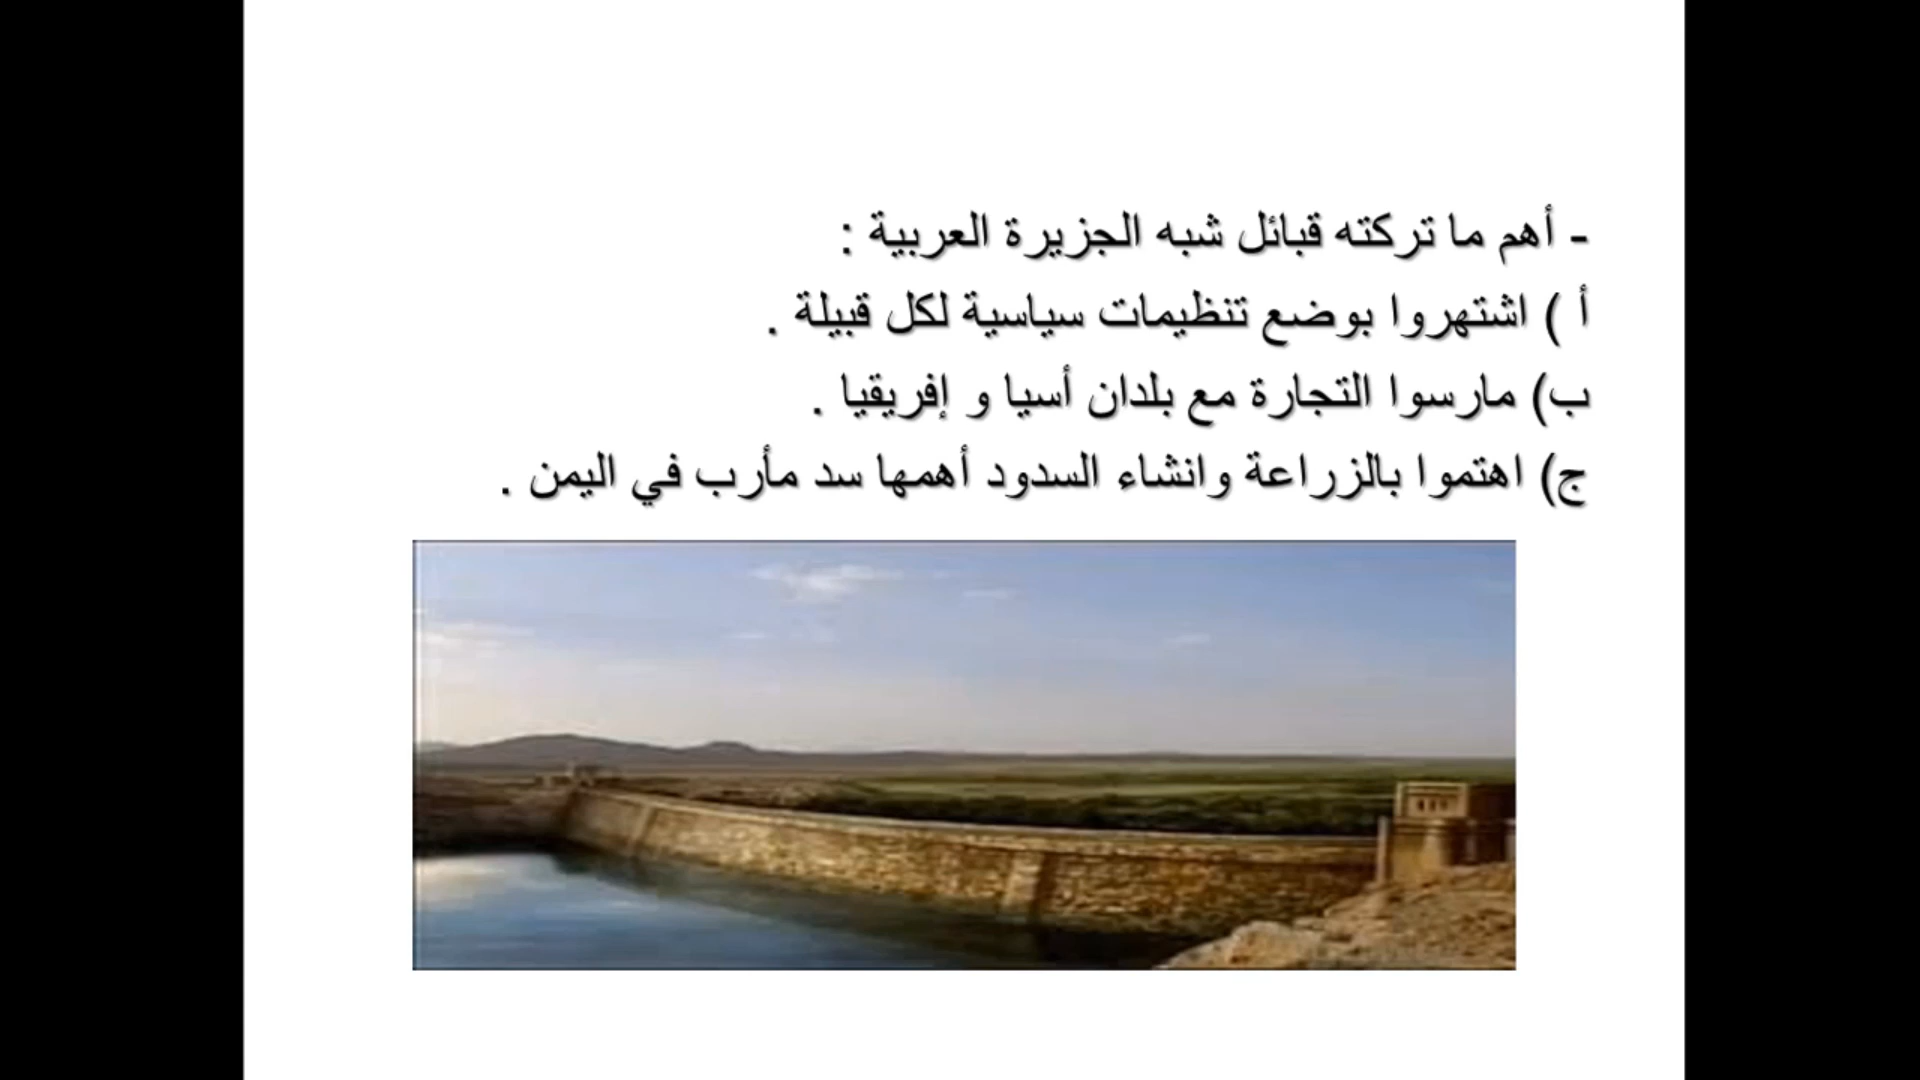 - أهم ما تركته قبائل شبه الجزيرة العربية :
أ ) اشتهروا بوضع تنظيمات سياسية لكل قبيلة .
ب) مارسوا التجارة مع بلدان أسيا و إفريقيا .
ج) اهتموا بالزراعة وانشاء السدود أهمها سد مأرب في اليمن .